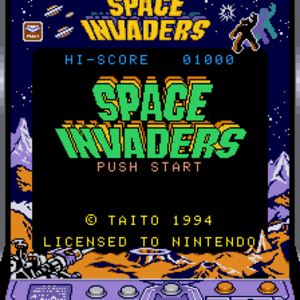 SPACE
INVADERS
HI-SCORE 01000
SPACE
INVADERS
PUSH START
© TAITO 1994
LICENSED TO NINTENDO